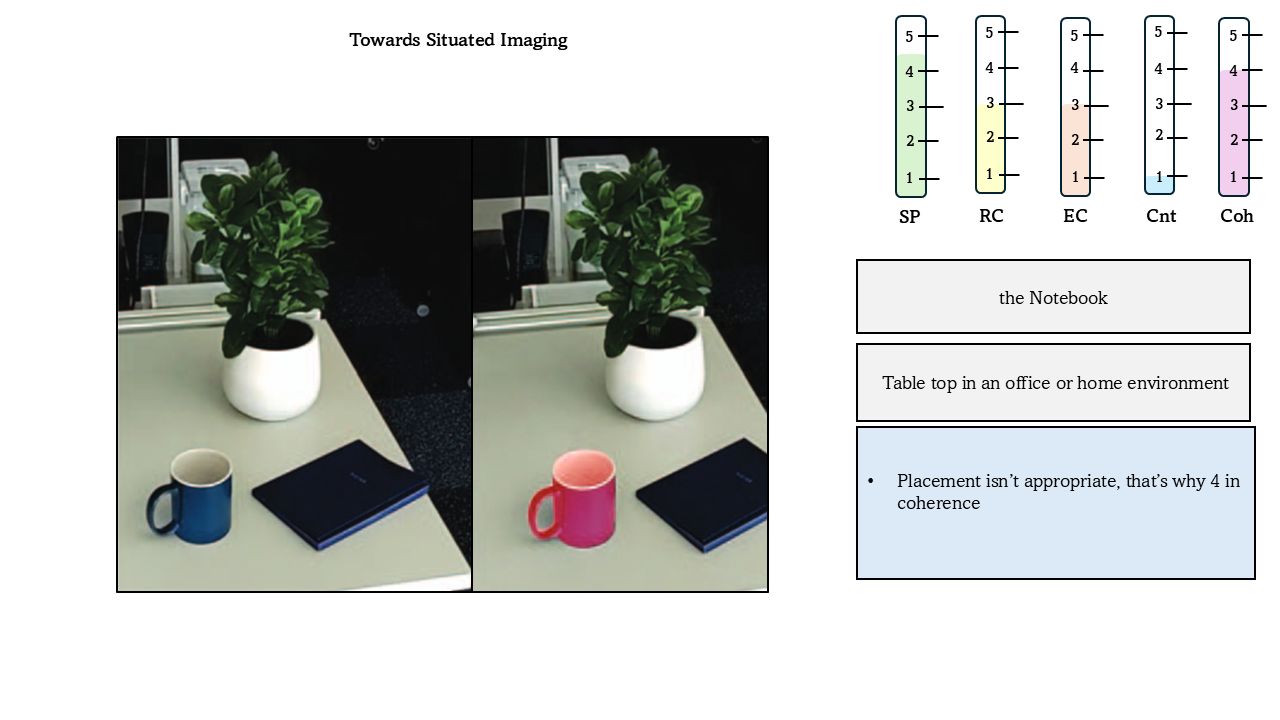 Towards Situated Imaging
5 5 5 5 5
4 4 4 4 4
3 3 3 3 3
2 2 2 2 2
1 1 1 1 1
SP RC EC Cnt Coh
the Notebook
Table top in an office or home environment
• Placement isn’t appropriate, that’s why 4 in
coherence